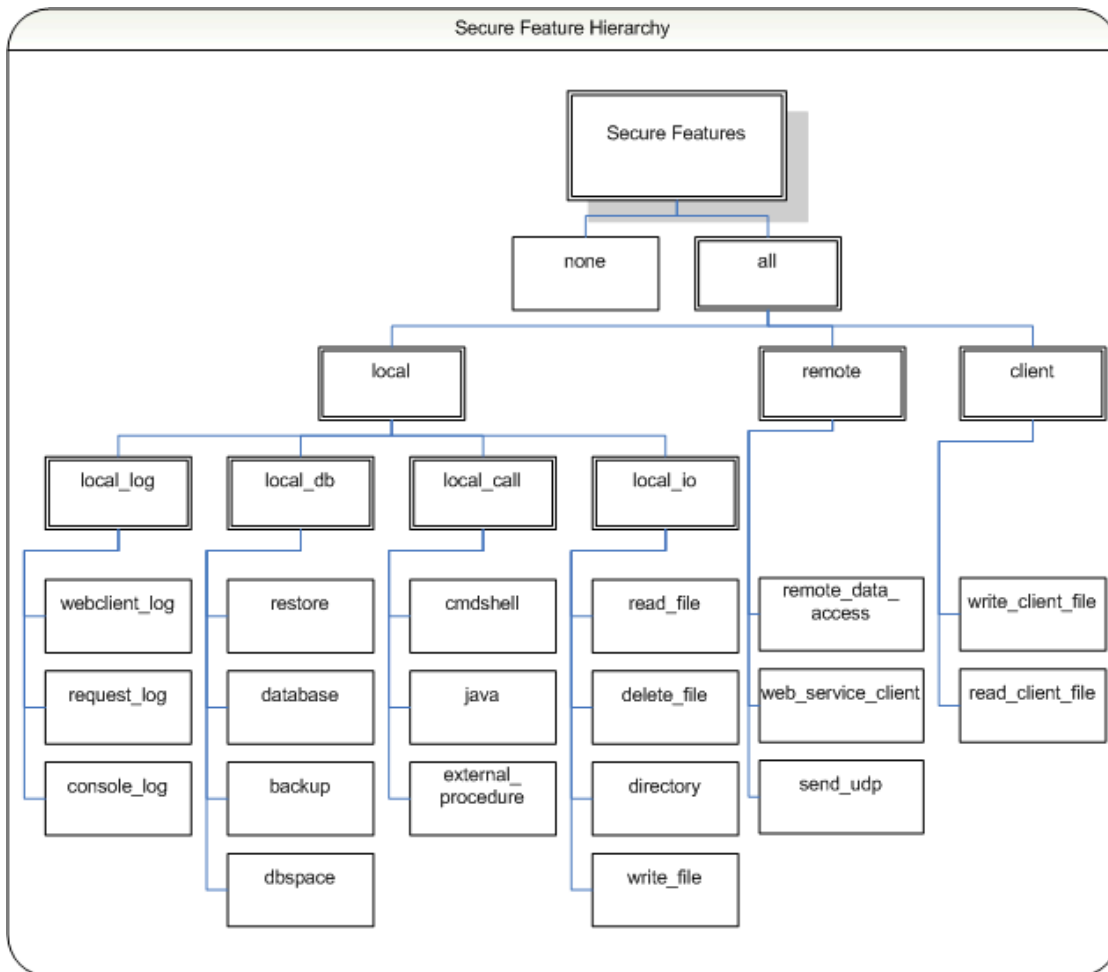 Secure Feature Hierarchy
Secure Features
none
all
local
remote
client
local_log
local_db
local_call
local_io
webclient_log
restore
cmdshell
read_file
remote_data_
access
write_client_file
request_log
database
java
delete_file
web_service_client
read_client_file
console_log
backup
external_
procedure
directory
send_udp
dbspace
write_file